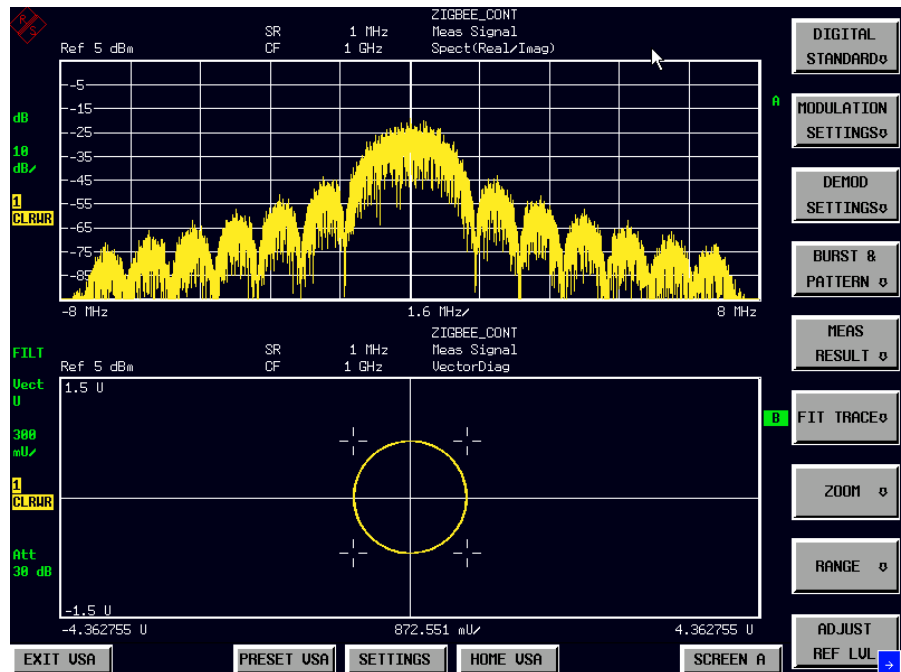 R S
ZIGBEE_CONT
SR 1 MHz Meas Signal
Ref 5 dBm CF 1 GHz Spect(Real/Imag)
dB
10
dB/
1
CLRWR
-5
-15
-25
-35
-45
-55
-65
-75
-85
A
-8 MHz 1.6 MHz/ 8 MHz
ZIGBEE_CONT
FILT SR 1 MHz Meas Signal
Ref 5 dBm CF 1 GHz VectorDiag
Vect
U
300
mU/
1
CLRWR
Att
30 dB
1.5 U
B
-1.5 U
-4.362755 U 872.551 mU/ 4.362755 U
DIGITAL
STANDARD
MODULATION
SETTINGS
DEMOD
SETTINGS
BURST &
PATTERN
MEAS
RESULT
FIT TRACE
ZOOM
RANGE
ADJUST
REF LVL
EXIT VSA PRESET VSA SETTINGS HOME VSA SCREEN A